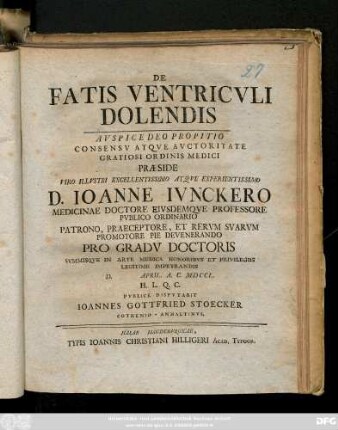 27
DE
FATIS VENTRICVLI
DOLENDIS
AVSPICE DEO PROPITIO
CONSENSV ATQVE AVCTORITATE
GRATIOSI ORDINIS MEDICI
PRÆSIDE
VIRO ILLVSTRI EXCELLENTISSIMO ATQVE EXPERIENTISSIMO
D. IOANNE IVNCKERO
MEDICINAE DOCTORE EIVSDEMQVE PROFESSORE
PVBLICO ORDINARIO
PATRONO, PRAECEPTORE, ET RERVM SVARVM
PROMOTORE PIE DEVENERANDO
PRO GRADV DOCTORIS
SVMMISQVE IN ARTE MEDICA HONORIBVS ET PRIVILEGIIS
LEGITIME IMPETRANDIS
D. APRIL. A. C. MDCCL.
H. L. Q. C.
PVBLICE DISPVTABIT
IOANNES GOTTFRIED STOECKER
COTHENIO - ANHALTINVS.
HALAE MAGDEBVRGICAE,
TYPIS IOANNIS CHRISTIANI HILLIGERI ACAD. TYPOGR.
DFG